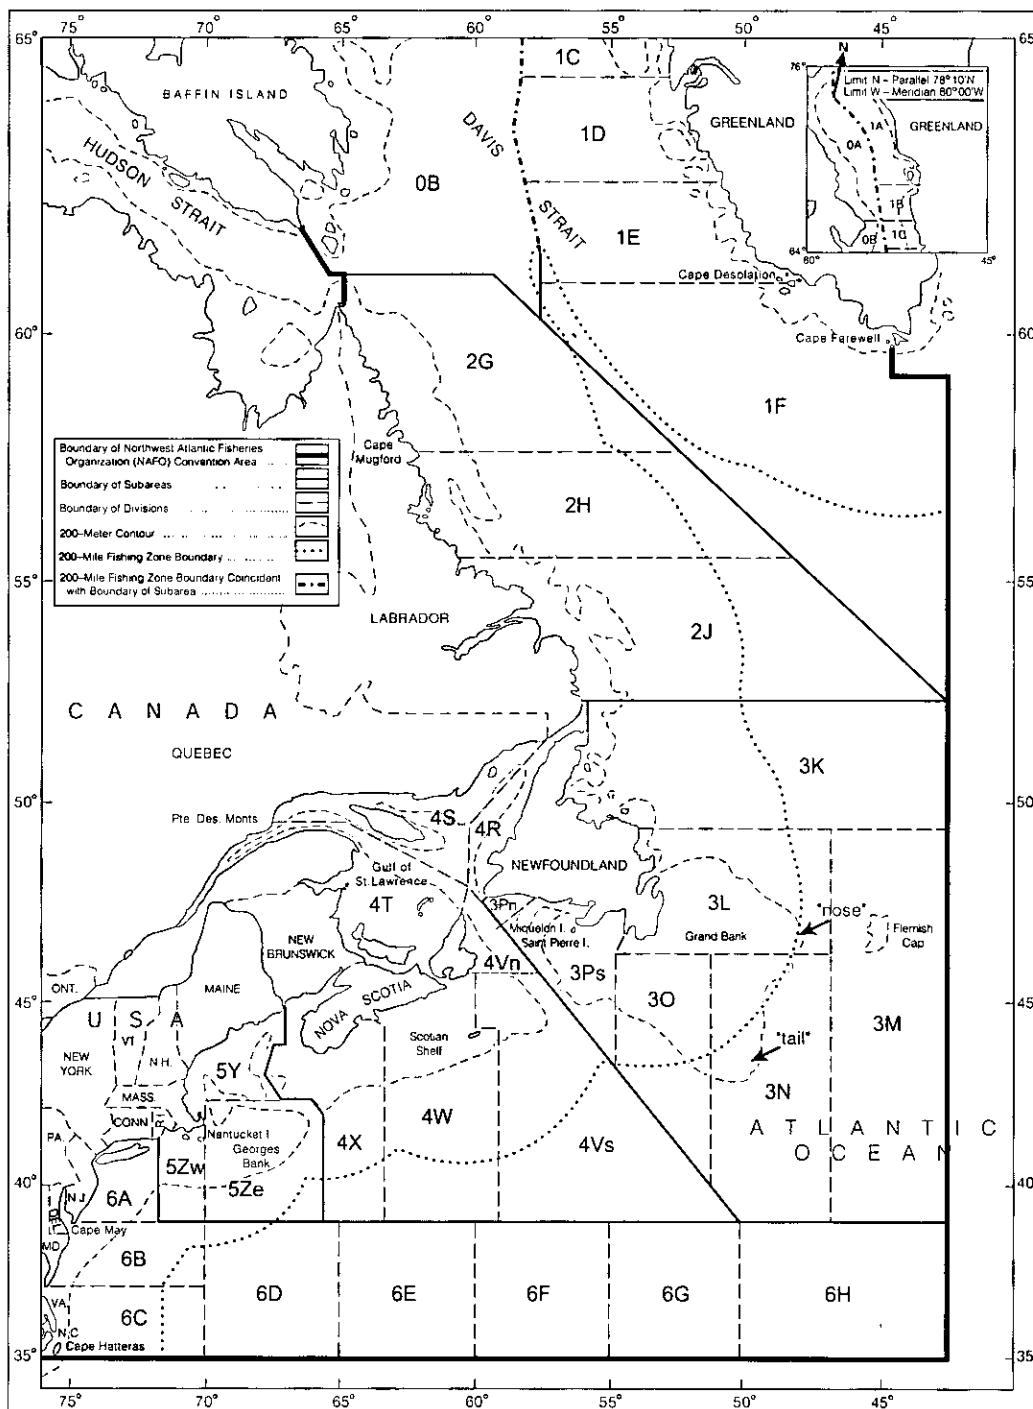 75° 70° 65° 60° 55° 50° 45°
65°
65°
1C
N
76°
Limit N – Parallel 78°10'N
Limit W – Meridian 80°00'W
BAFFIN ISLAND
DAVIS
GREENLAND
1A
GREENLAND
0A
1D
HUDSON
0B
STRAIT
STRAIT
1E
1B
0B
1C
64°
80°
45°
Cape Desolation
60°
60°
Cape Farewell
2G
1F
Boundary of Northwest Atlantic Fisheries
Organization (NAFO) Convention Area
Boundary of Subareas
Boundary of Divisions
200–Meter Contour
200–Mile Fishing Zone Boundary
200–Mile Fishing Zone Boundary Coincident
with Boundary of Subarea
Cape
Mugford
2H
55°
55°
LABRADOR
2J
CANADA
QUEBEC
3K
50°
50°
Pte. Des. Monts
4S
4R
NEWFOUNDLAND
Gulf of
St. Lawrence
4T
3Pn
3L
"nose"
Miquelon I.
Saint Pierre I.
Grand Bank
Flemish
Cap
NEW
BRUNSWICK
4Vn
3Ps
ONT.
MAINE
NOVA SCOTIA
3O
45°
45°
USA
VT.
N.H.
Scotian
Shelf
3M
NEW
YORK
5Y
"tail"
MASS.
3N
CONN.
R.I.
Nantucket I.
Georges
Bank
4X
4W
4Vs
ATLANTIC
OCEAN
PA.
5Zw
5Ze
40°
40°
N.J.
6A
DEL.
Cape May
MD.
6B
6D
6E
6F
6G
6H
VA.
6C
N.C.
Cape Hatteras
35°
35°
75° 70° 65° 60° 55° 50° 45°